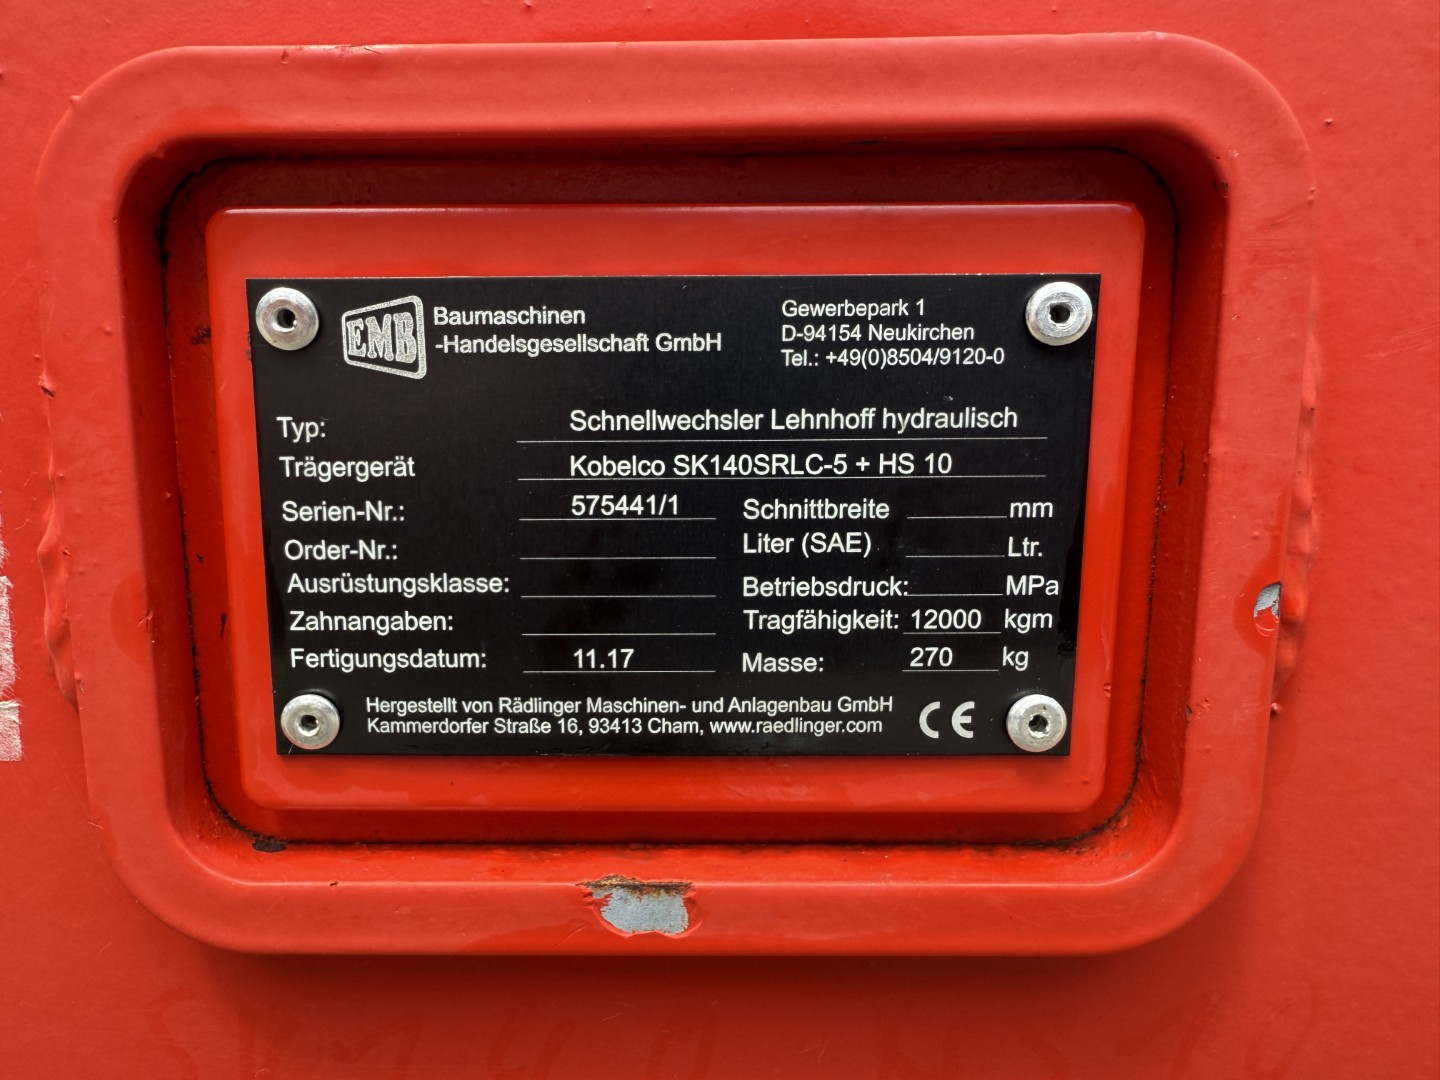 EMB Baumaschinen
-Handelsgesellschaft GmbH
Gewerbepark 1
D-94154 Neukirchen
Tel.: +49(0)8504/9120-0
Typ: Schnellwechsler Lehnhoff hydraulisch
Trägergerät Kobelco SK140SRLC-5 + HS 10
Serien-Nr.: 575441/1 Schnittbreite mm
Order-Nr.: Liter (SAE) Ltr.
Ausrüstungsklasse: Betriebsdruck: MPa
Zahnangaben: Tragfähigkeit: 12000 kgm
Fertigungsdatum: 11.17 Masse: 270 kg
Hergestellt von Rädlinger Maschinen- und Anlagenbau GmbH
Kammerdorfer Straße 16, 93413 Cham, www.raedlinger.com
CE